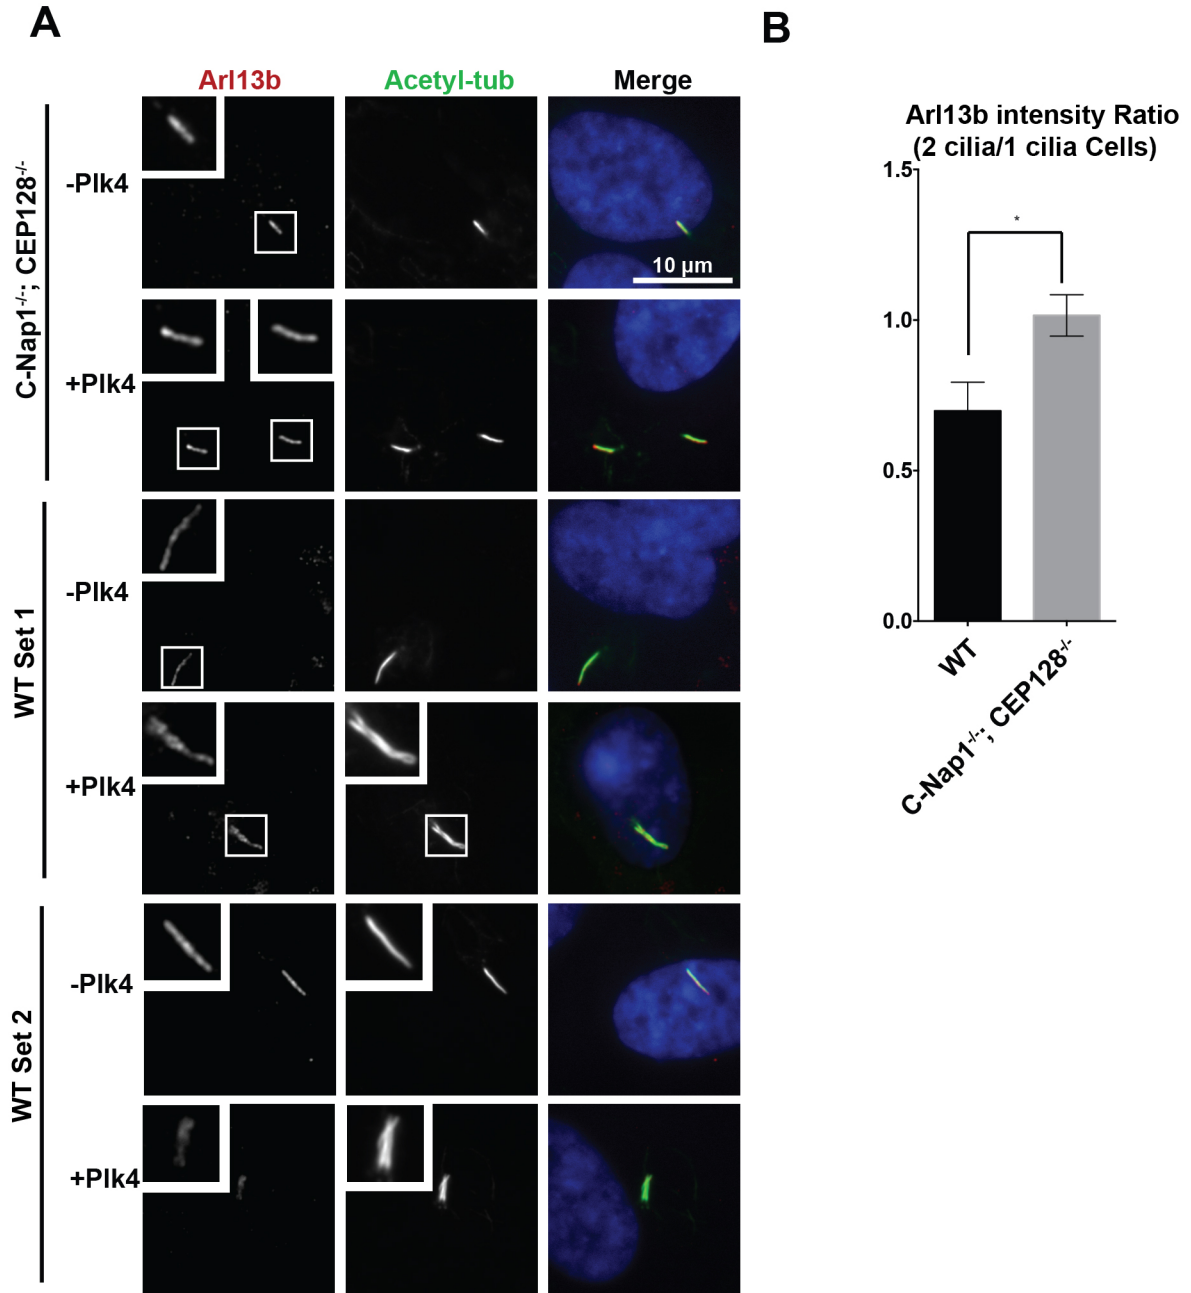 A
B
Arl13b
Acetyl-tub
Merge
C-Nap1-/-; CEP128-/-
-Plk4
10 µm
+Plk4
WT Set 1
-Plk4
+Plk4
WT Set 2
-Plk4
+Plk4
Arl13b intensity Ratio
(2 cilia/1 cilia Cells)
1.5
*
1.0
0.5
0.0
WT
C-Nap1-/-; CEP128-/-